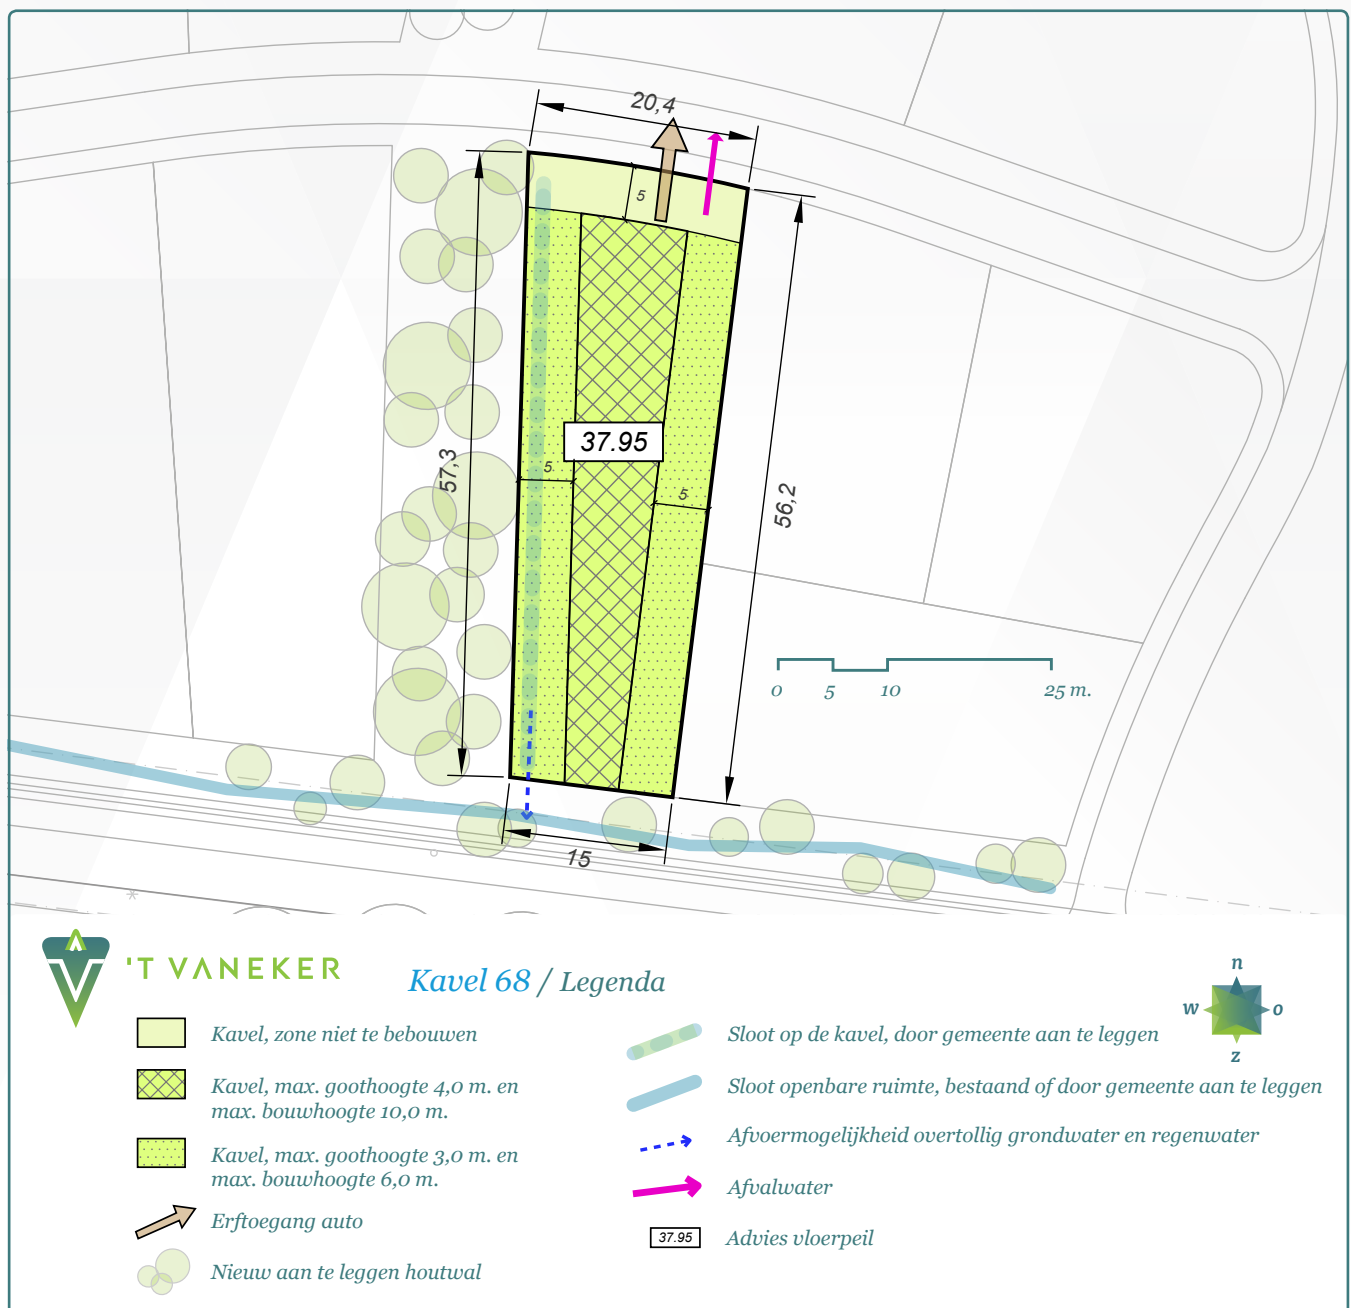 20,4
5
37.95
5
5
57,3
56,2
0 5 10 25 m.
15
'T VANEKER
Kavel 68 / Legenda
n
w o
z
Kavel, zone niet te bebouwen
Kavel, max. goothoogte 4,0 m. en
max. bouwhoogte 10,0 m.
Kavel, max. goothoogte 3,0 m. en
max. bouwhoogte 6,0 m.
Erftoegang auto
Nieuw aan te leggen houtwal
Sloot op de kavel, door gemeente aan te leggen
Sloot openbare ruimte, bestaand of door gemeente aan te leggen
Afvoermogelijkheid overtollig grondwater en regenwater
Afvalwater
37.95
Advies vloerpeil